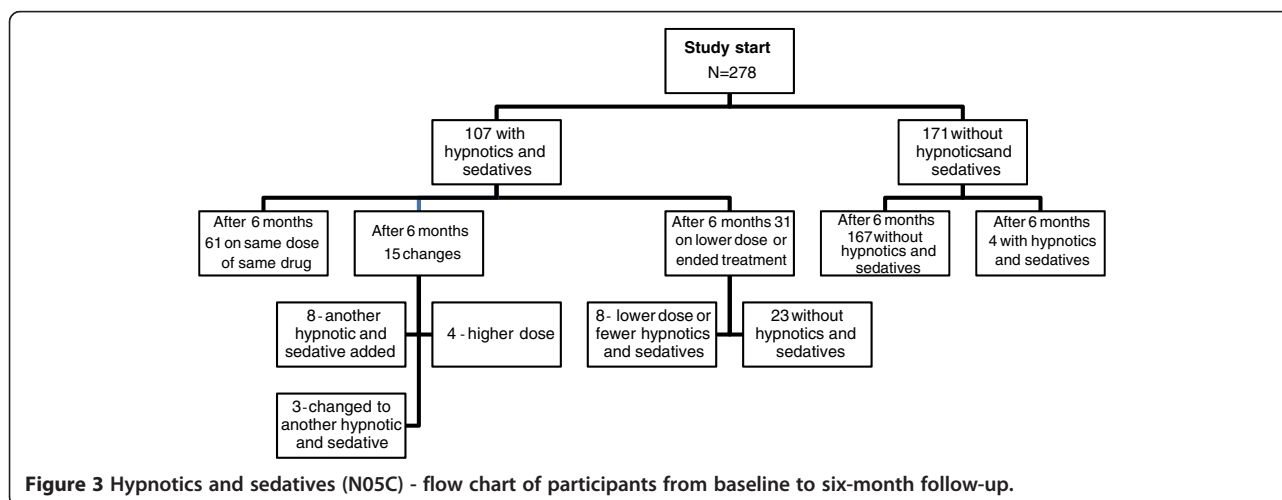 Study start
N=278
107 with
hypnotics and
sedatives
171 without
hypnoticsand
sedatives
After 6 months
61 on same dose
of same drug
After 6 months
15 changes
After 6 months 31
on lower dose or
ended treatment
After 6 months
167 without
hypnotics and
sedatives
After 6 months
4 with hypnotics
and sedatives
8 - another
hypnotic and
sedative added
4 - higher dose
8 - lower dose or
fewer hypnotics
and sedatives
23 without
hypnotics and
sedatives
3-changed to
another hypnotic
and sedative
Figure 3 Hypnotics and sedatives (N05C) - flow chart of participants from baseline to six-month follow-up.